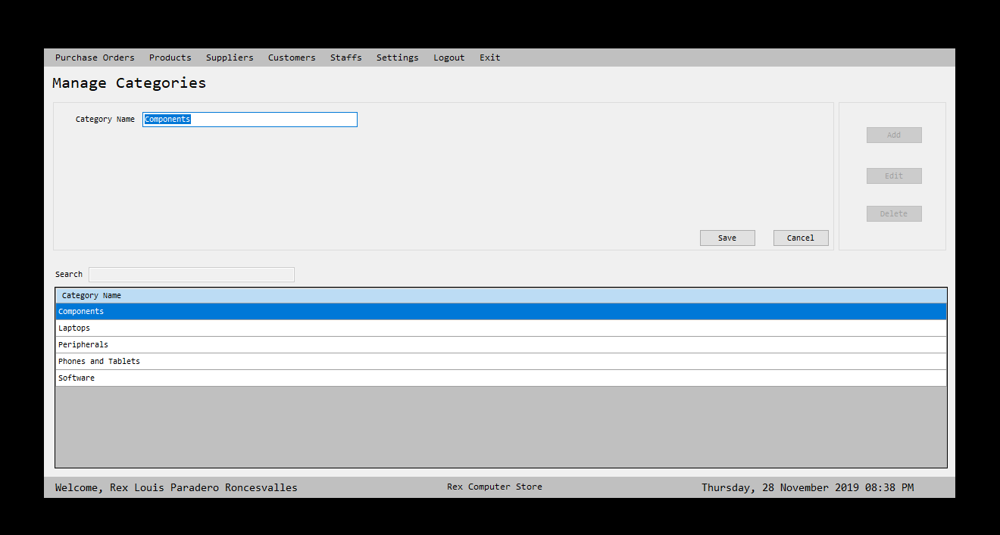 Purchase Orders Products Suppliers Customers Staffs Settings Logout Exit
Manage Categories
Category Name Components
Add
Edit
Delete
Save Cancel
Search
Category Name
Components
Laptops
Peripherals
Phones and Tablets
Software
Welcome, Rex Louis Paradero Roncesvalles Rex Computer Store Thursday, 28 November 2019 08:38 PM